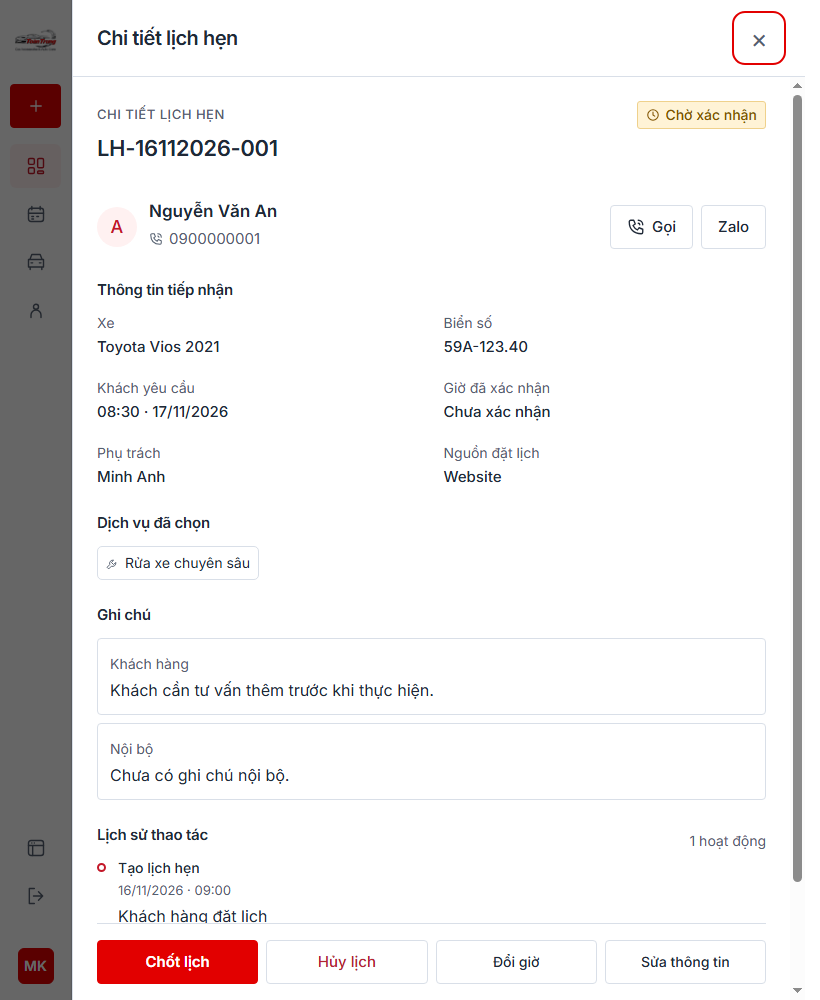 Chi tiết lịch hẹn
CHI TIẾT LỊCH HẸN
Chờ xác nhận
LH-16112026-001
A
Nguyễn Văn An
0900000001
Gọi
Zalo
Thông tin tiếp nhận
Xe
Biển số
Toyota Vios 2021
59A-123.40
Khách yêu cầu
Giờ đã xác nhận
08:30 · 17/11/2026
Chưa xác nhận
Phụ trách
Nguồn đặt lịch
Minh Anh
Website
Dịch vụ đã chọn
Rửa xe chuyên sâu
Ghi chú
Khách hàng
Khách cần tư vấn thêm trước khi thực hiện.
Nội bộ
Chưa có ghi chú nội bộ.
Lịch sử thao tác
1 hoạt động
Tạo lịch hẹn
16/11/2026 · 09:00
Khách hàng đặt lịch
Chốt lịch
Hủy lịch
Đổi giờ
Sửa thông tin
MK